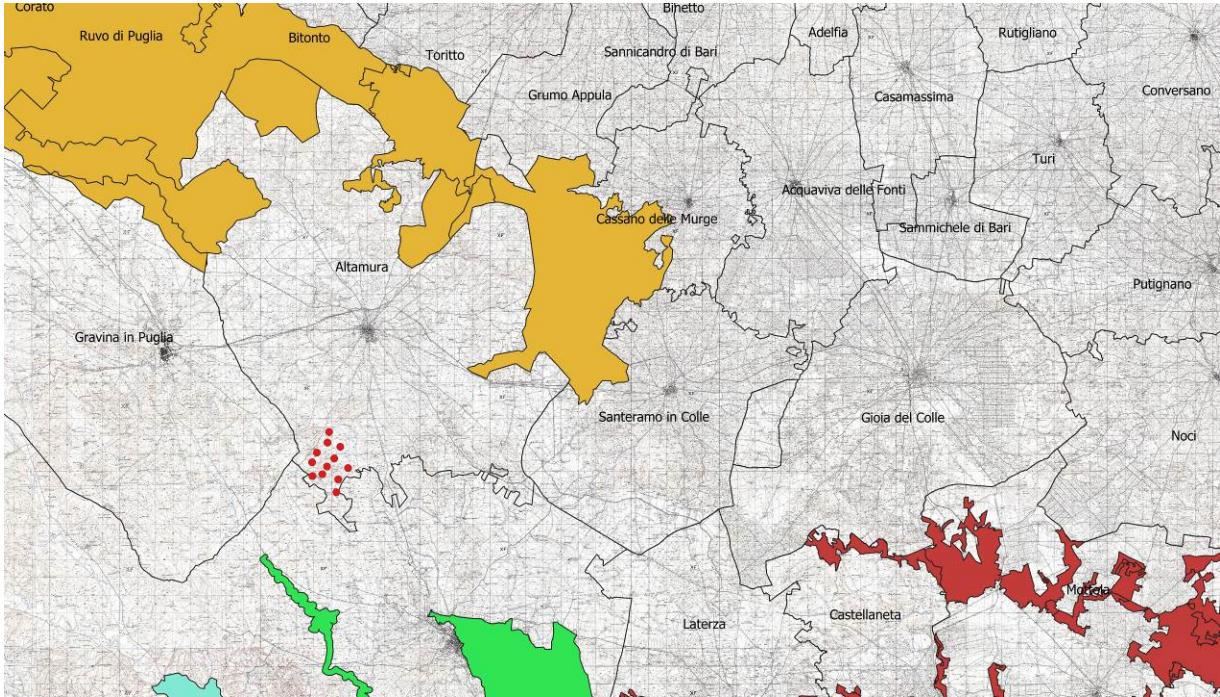 Corato
Binetto
Ruvo di Puglia
Bitonto
Adelfia
Rutigliano
Toritto
Sannicandro di Bari
Grumo Appula
Casamassima
Conversano
Turi
Acquaviva delle Fonti
Cassano delle Murge
Sammichele di Bari
Altamura
Putignano
Gravina in Puglia
Santeramo in Colle
Gioia del Colle
Noci
Mottola
Castellaneta
Laterza